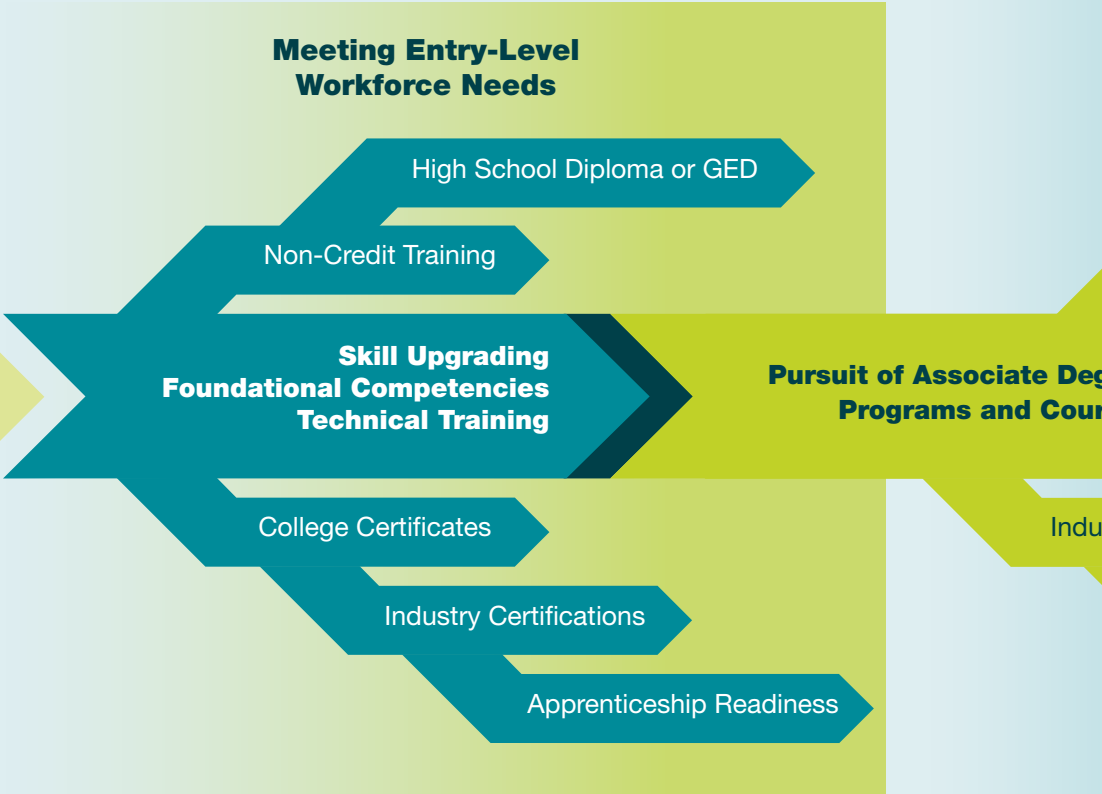 Meeting Entry-Level
Workforce Needs
High School Diploma or GED
Non-Credit Training
Skill Upgrading
Foundational Competencies
Technical Training
Pursuit of Associate
Programs and
College Certificates
Industry Certifications
Apprenticeship Readiness